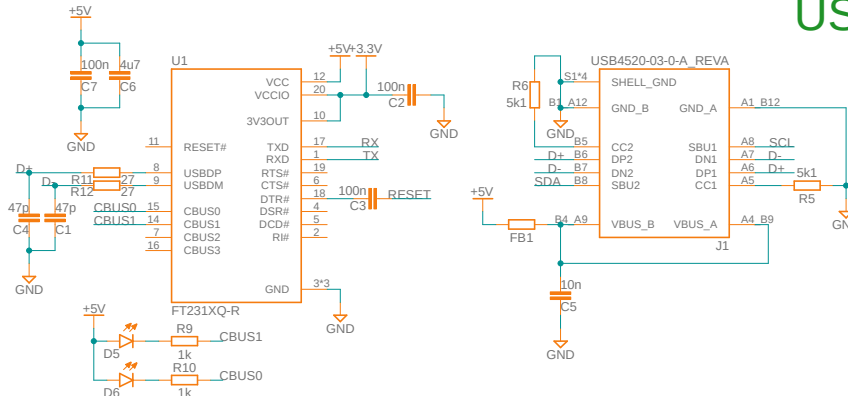 US
+5V
100n
C7
4u7
C6
GND
U1
VCC
VCCIO
3V3OUT
RESET#
TXD
RXD
RTS#
CTS#
DTR#
DSR#
DCD#
RI#
USBDP
USBDM
CBUS0
CBUS1
CBUS2
CBUS3
GND
FT231XQ-R
12
20
10
11
17
1
19
6
18
4
5
2
8
9
15
14
7
16
3*3
+5V
+3.3V
100n
C2
GND
RX
TX
100n
C3
RESET
GND
D+
D-
R11
27
R12
27
CBUS0
CBUS1
47p
C4
47p
C1
GND
+5V
D5
R9
1k
CBUS1
D6
R10
1k
CBUS0
USB4520-03-0-A_REVA
SHELL_GND
GND_B
GND_A
CC2
DP2
DN2
SBU2
SBU1
DN1
DP1
CC1
VBUS_B
VBUS_A
J1
S1*4
B1 A12
A1 B12
B5
B6
B7
B8
A8
A7
A6
A5
B4 A9
A4 B9
R6
5k1
GND
D+
D-
SDA
SCL
D-
D+
5k1
R5
+5V
FB1
10n
C5
GND